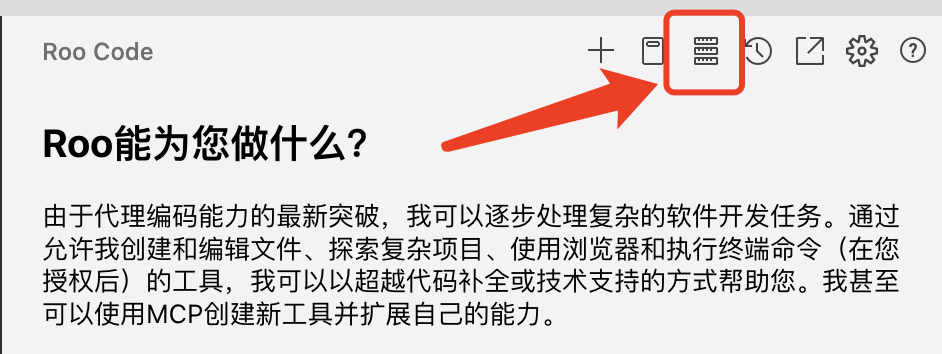 Roo Code
Roo能为您做什么？
由于代理编码能力的最新突破，我可以逐步处理复杂的软件开发任务。通过
允许我创建和编辑文件、探索复杂项目、使用浏览器和执行终端命令（在您
授权后）的工具，我可以以超越代码补全或技术支持的方式帮助您。我甚至
可以使用MCP创建新工具并扩展自己的能力。